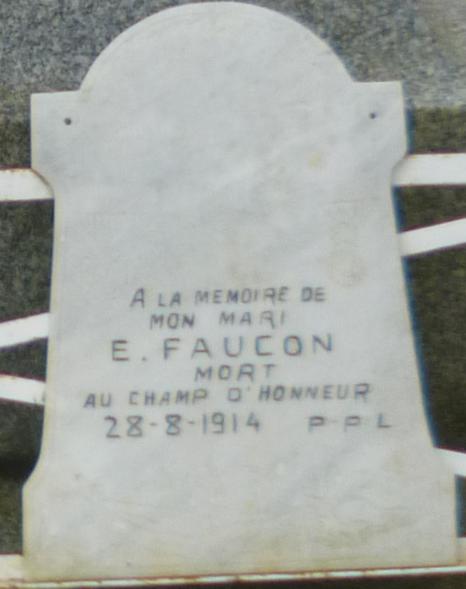 A LA MEMOIRE DE
MON MARI
E. FAUCON
MORT
AU CHAMP D'HONNEUR
28-8-1914 P-P L